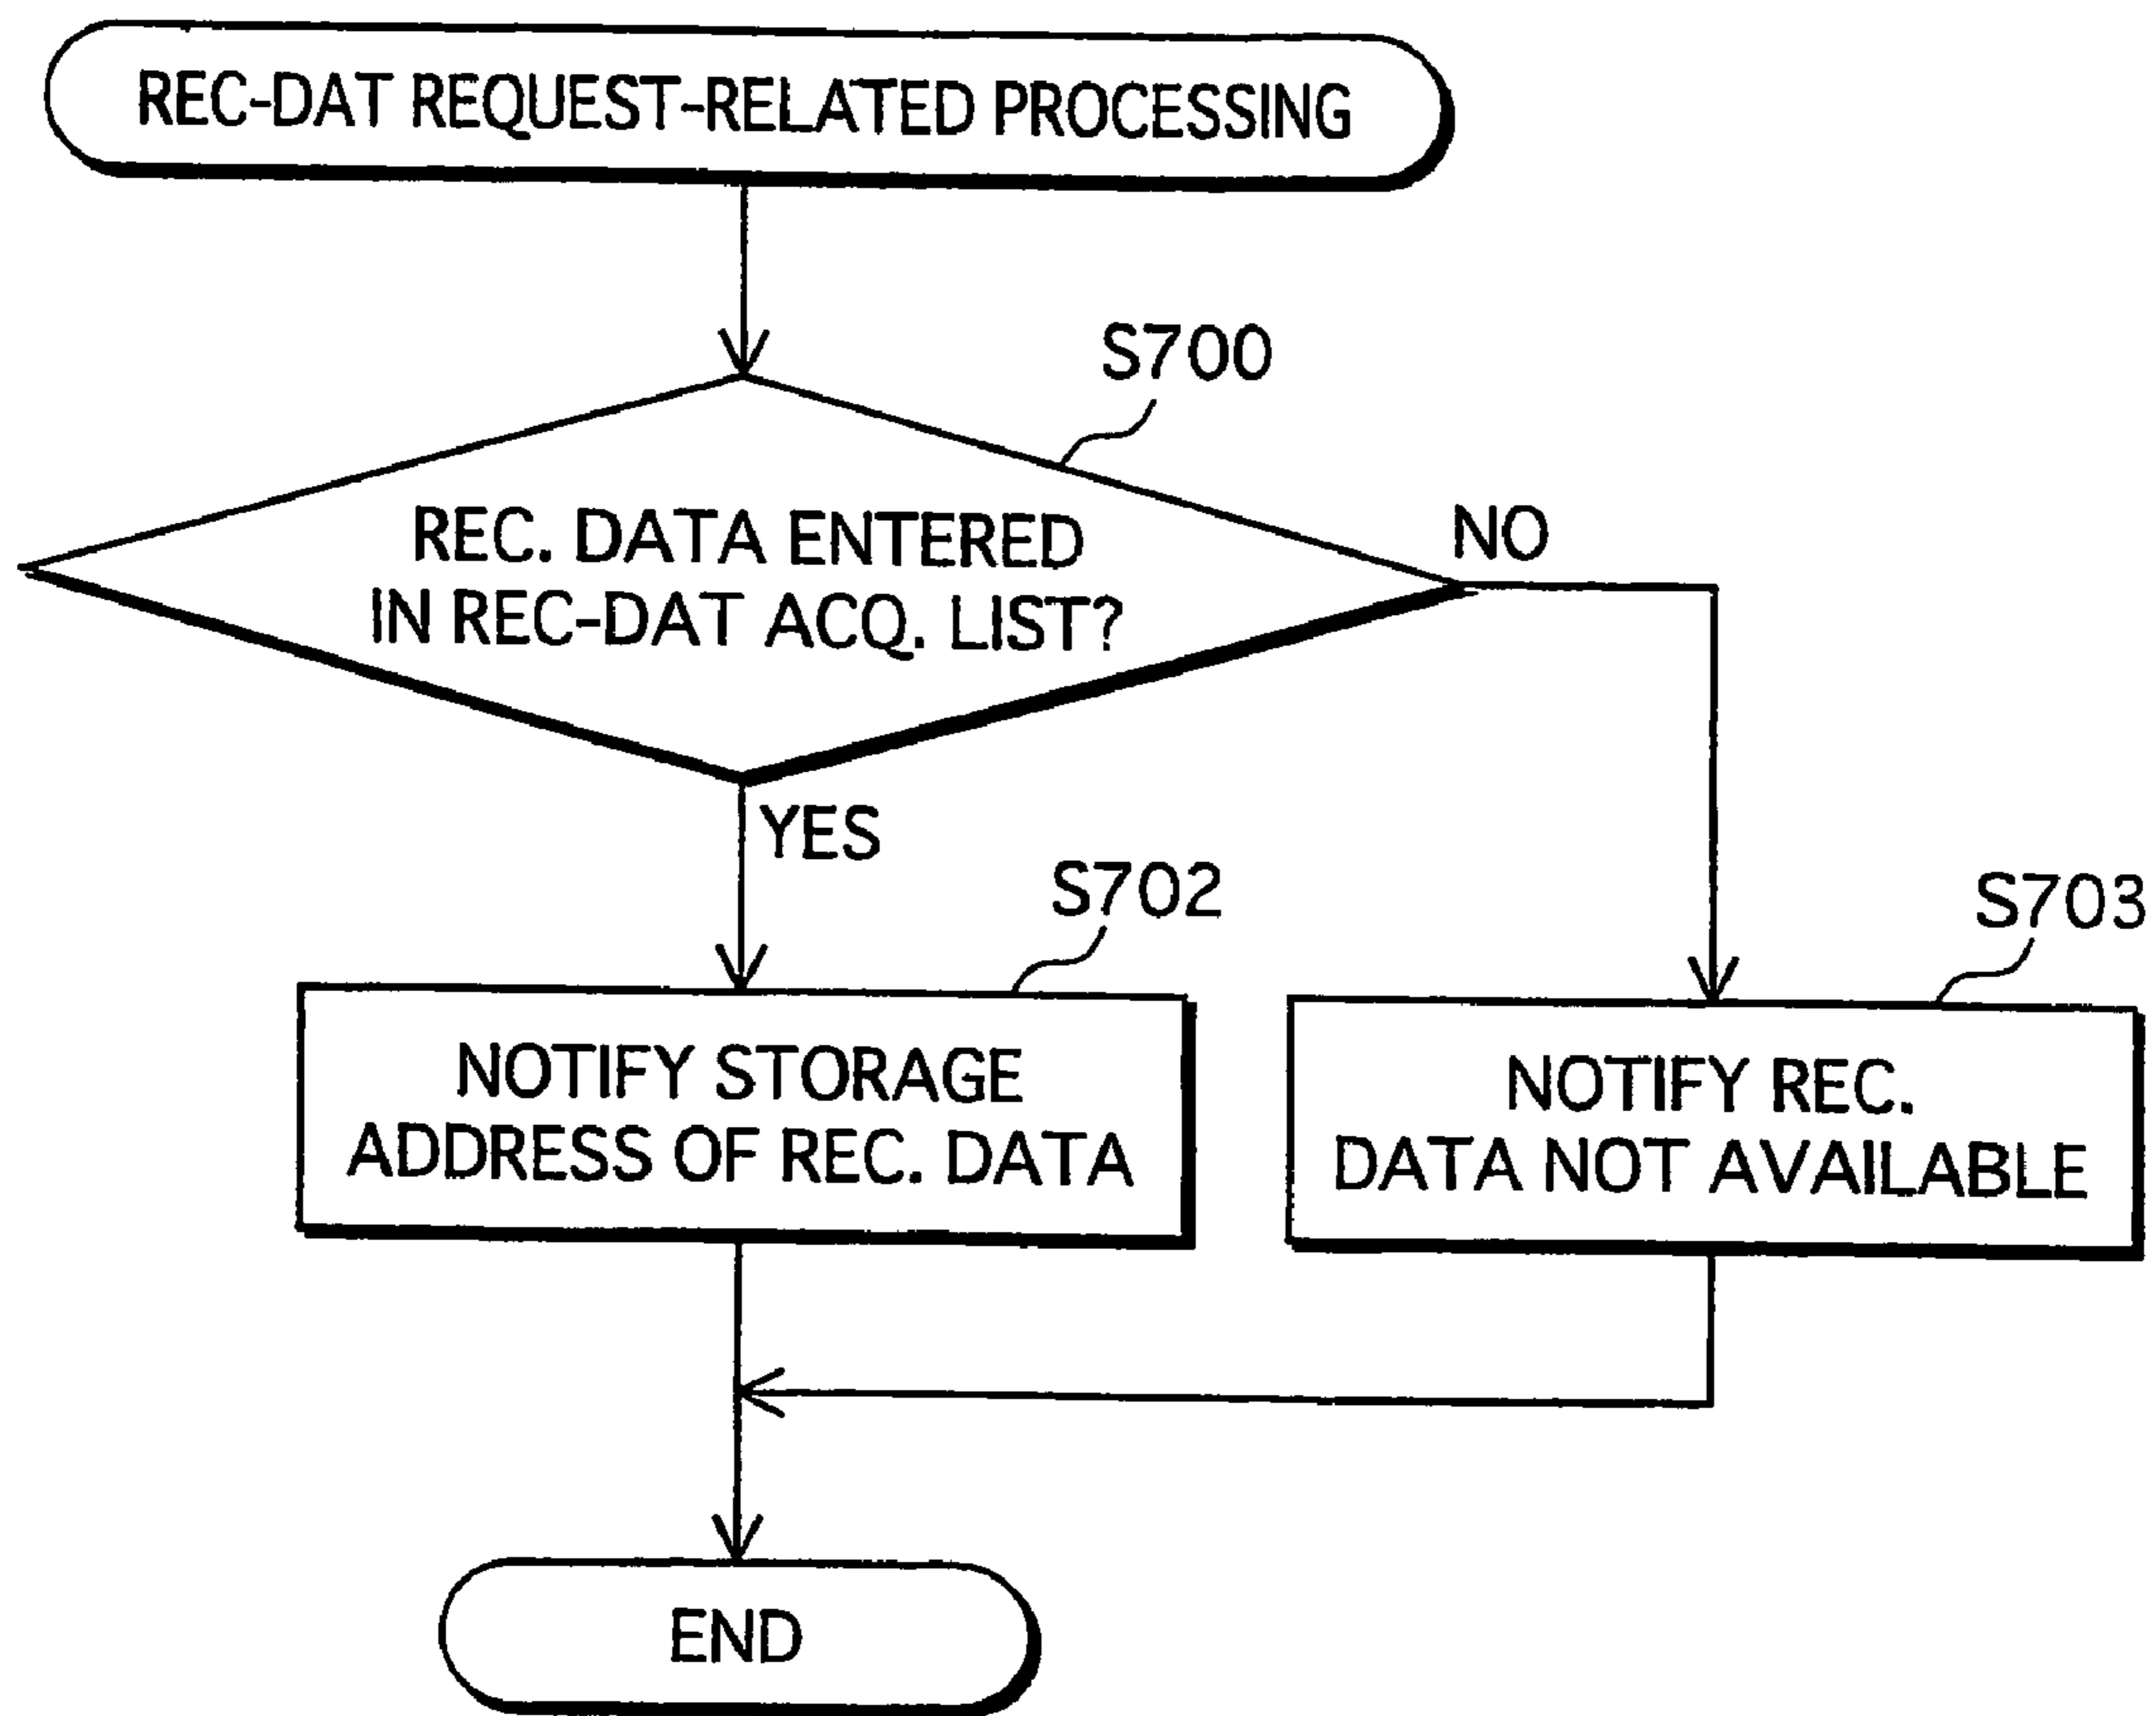 REC-DAT REQUEST-RELATED PROCESSING
S700
REC. DATA ENTERED
IN REC-DAT ACQ. LIST?
NO
YES
S702
NOTIFY STORAGE
ADDRESS OF REC. DATA
S703
NOTIFY REC.
DATA NOT AVAILABLE
END